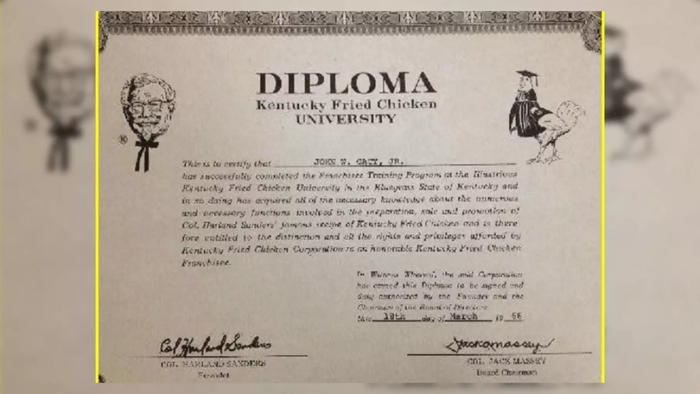 DIPLOMA
Kentucky Fried Chicken
UNIVERSITY
®
This is to certify that JOHN W. GACY, JR.
has successfully completed the Franchisee Training Program at the Illustrious
Kentucky Fried Chicken University in the Bluegrass State of Kentucky and
in so doing has acquired all of the necessary knowledge about the numerous
and necessary functions involved in the preparation, sale and promotion of
Col. Harland Sanders' famous recipe of Kentucky Fried Chicken and is there
fore entitled to the distinction and all the rights and privileges afforded by
Kentucky Fried Chicken Corporation to an honorable Kentucky Fried Chicken
Franchisee.
In Witness Whereof, the said Corporation
has caused this Diploma to be signed and
duly authorized by the Founder and the
Chairman of the Board of Directors
this 18th day of March 19 66
Col Harland Sanders
COL. HARLAND SANDERS
Founder
Jack Massey
COL. JACK MASSEY
Board Chairman